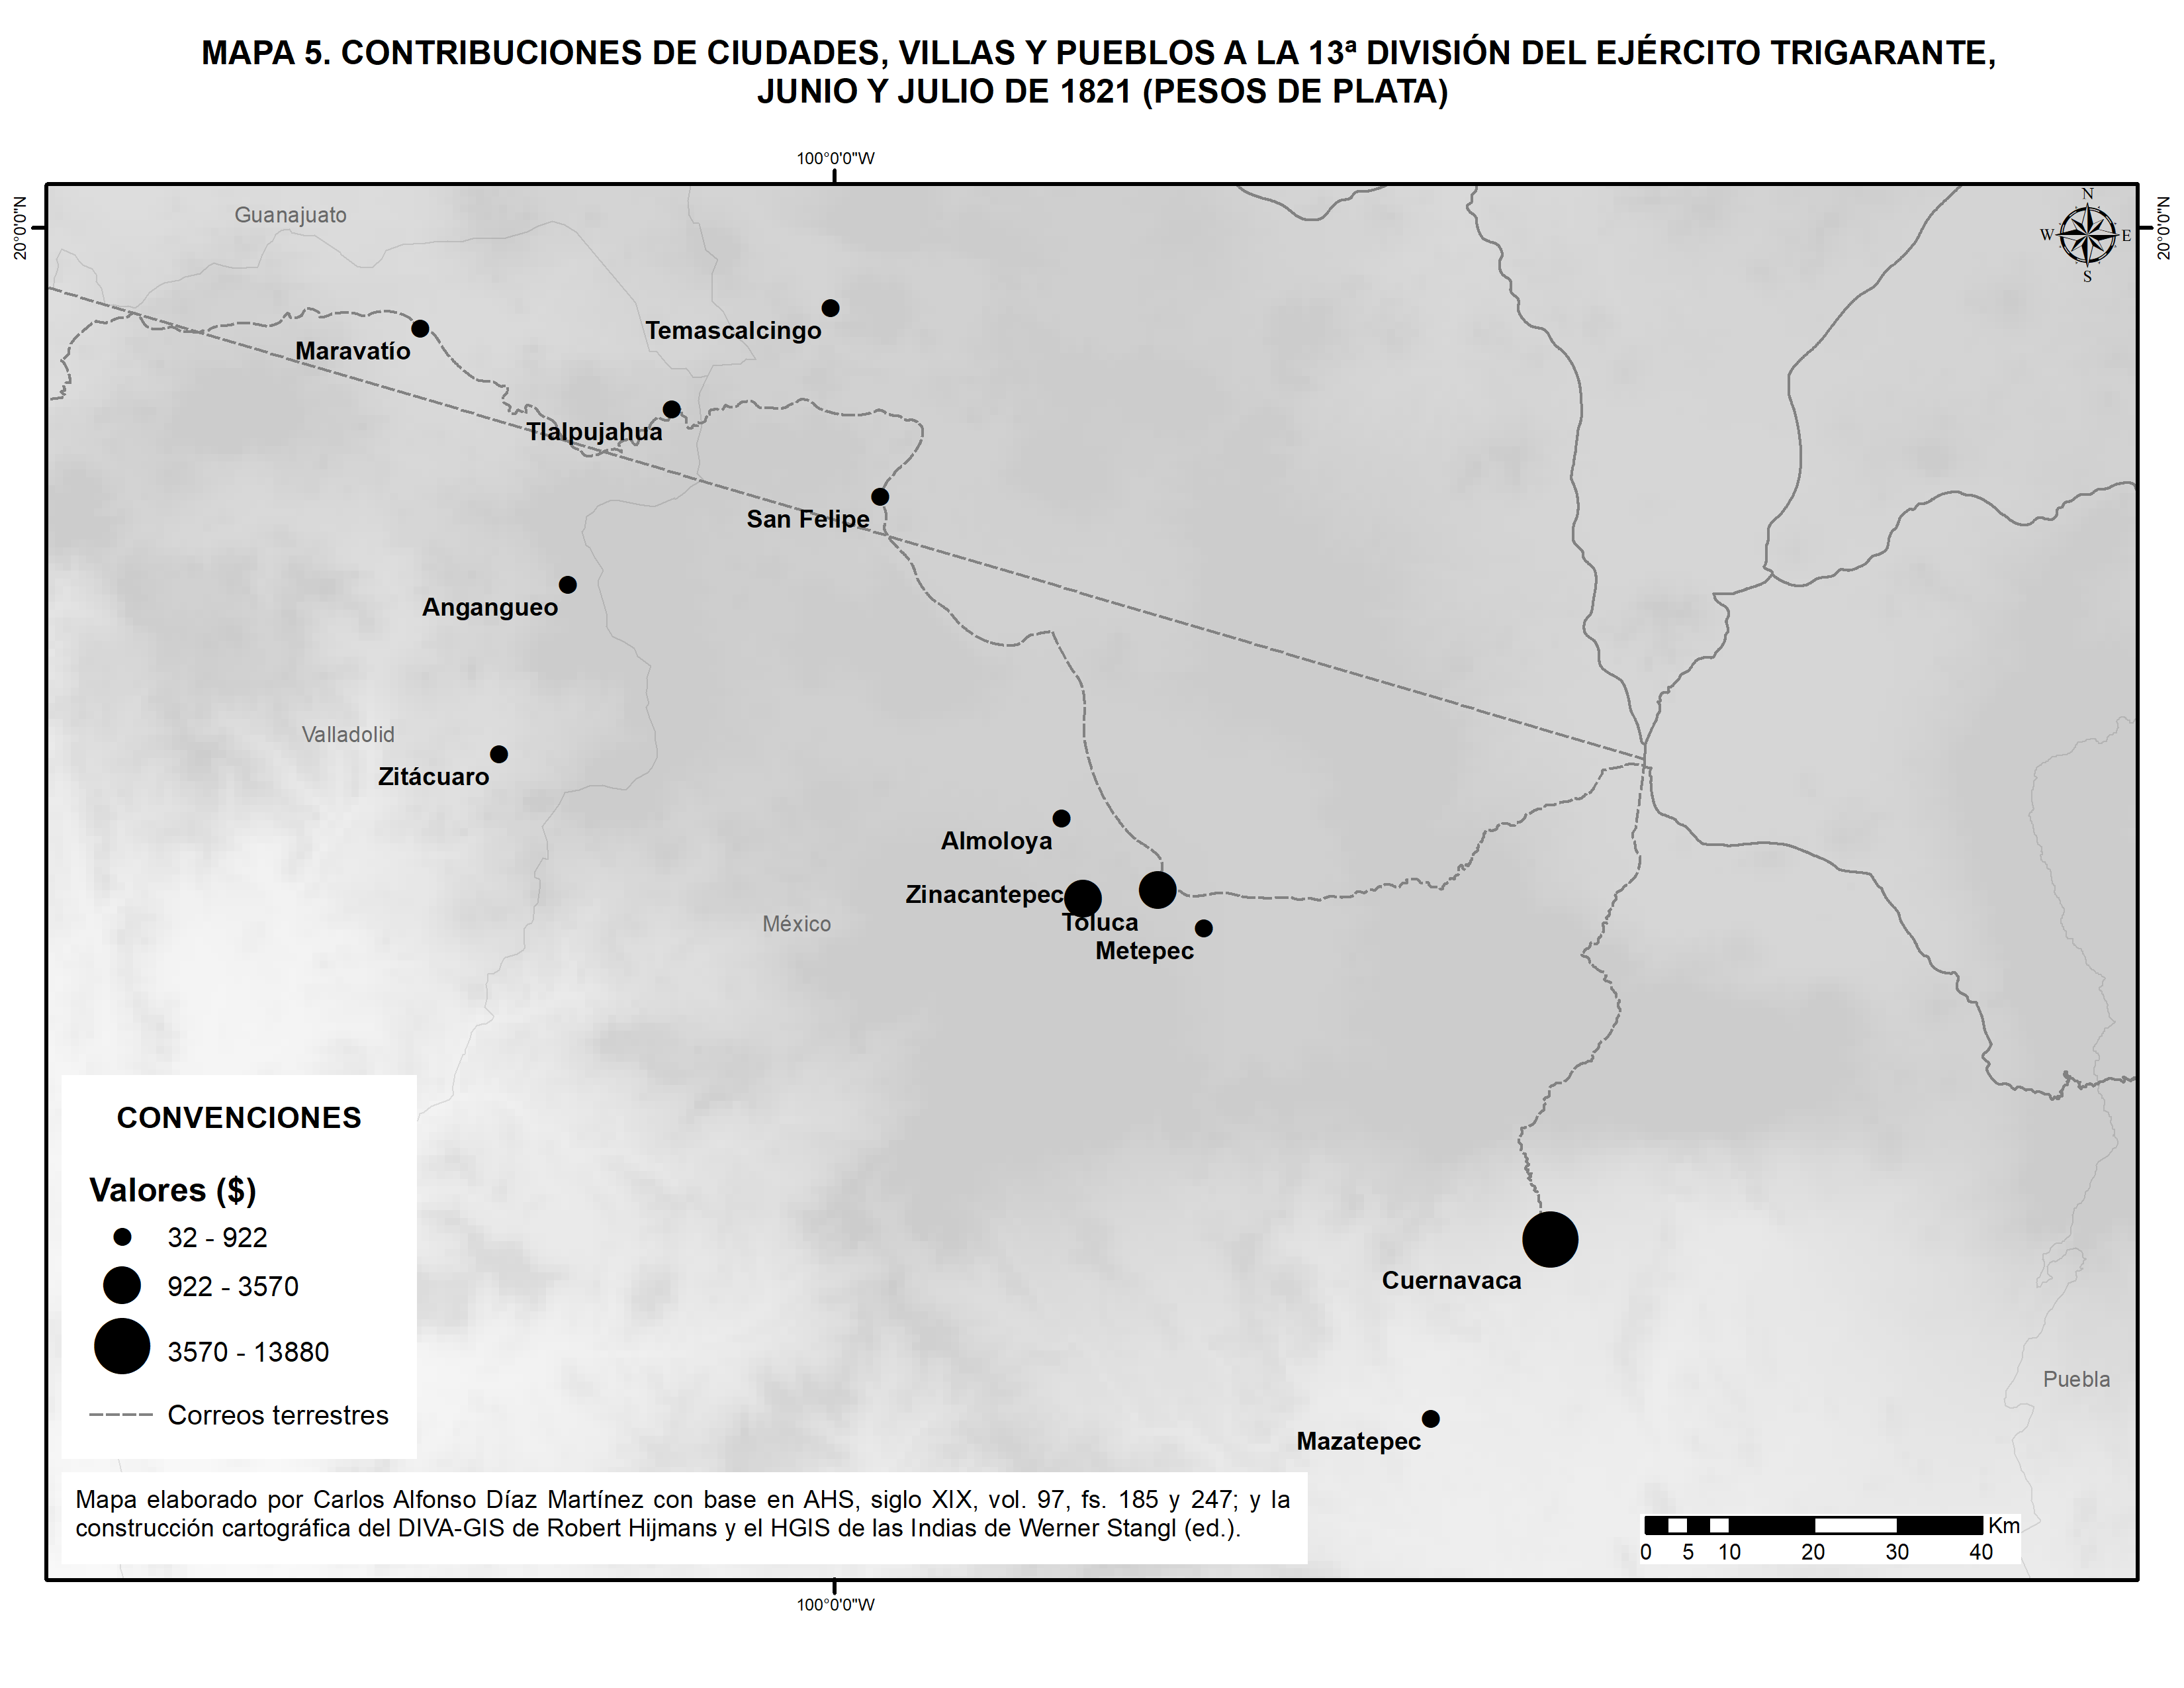 MAPA 5. CONTRIBUCIONES DE CIUDADES, VILLAS Y PUEBLOS A LA 13ª DIVISIÓN DEL EJÉRCITO TRIGARANTE,
JUNIO Y JULIO DE 1821 (PESOS DE PLATA)
100°0'0"W
20°0'0"N
20°0'0"N
N
W
E
S
Guanajuato
Temascalcingo
Maravatío
Tlalpujahua
San Felipe
Angangueo
Valladolid
Zitácuaro
Almoloya
Zinacantepec
Toluca
México
Metepec
Cuernavaca
Puebla
Mazatepec
CONVENCIONES
Valores ($)
32 - 922
922 - 3570
3570 - 13880
Correos terrestres
Mapa elaborado por Carlos Alfonso Díaz Martínez con base en AHS, siglo XIX, vol. 97, fs. 185 y 247; y la
construcción cartográfica del DIVA-GIS de Robert Hijmans y el HGIS de las Indias de Werner Stangl (ed.).
Km
0 5 10 20 30 40
100°0'0"W